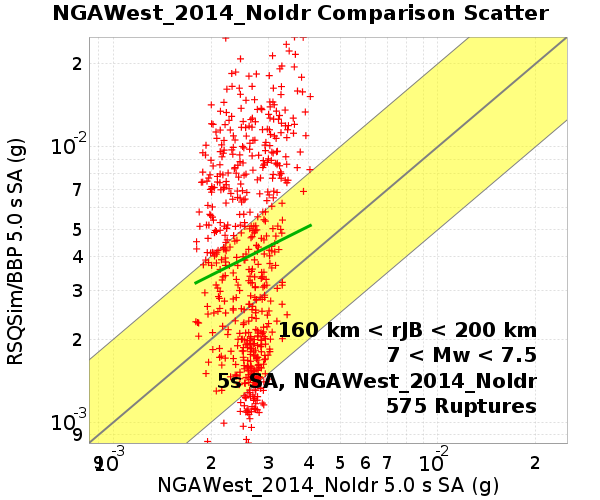 NGAWest_2014_NoIdr Comparison Scatter
RSQSim/BBP 5.0 s SA (g)
2
10-2
7
5
4
3
2
10-3
9
160 km < rJB < 200 km
7 < Mw < 7.5
5s SA, NGAWest_2014_NoIdr
575 Ruptures
9 10-3 2 3 4 5 6 7 10-2 2
NGAWest_2014_NoIdr 5.0 s SA (g)